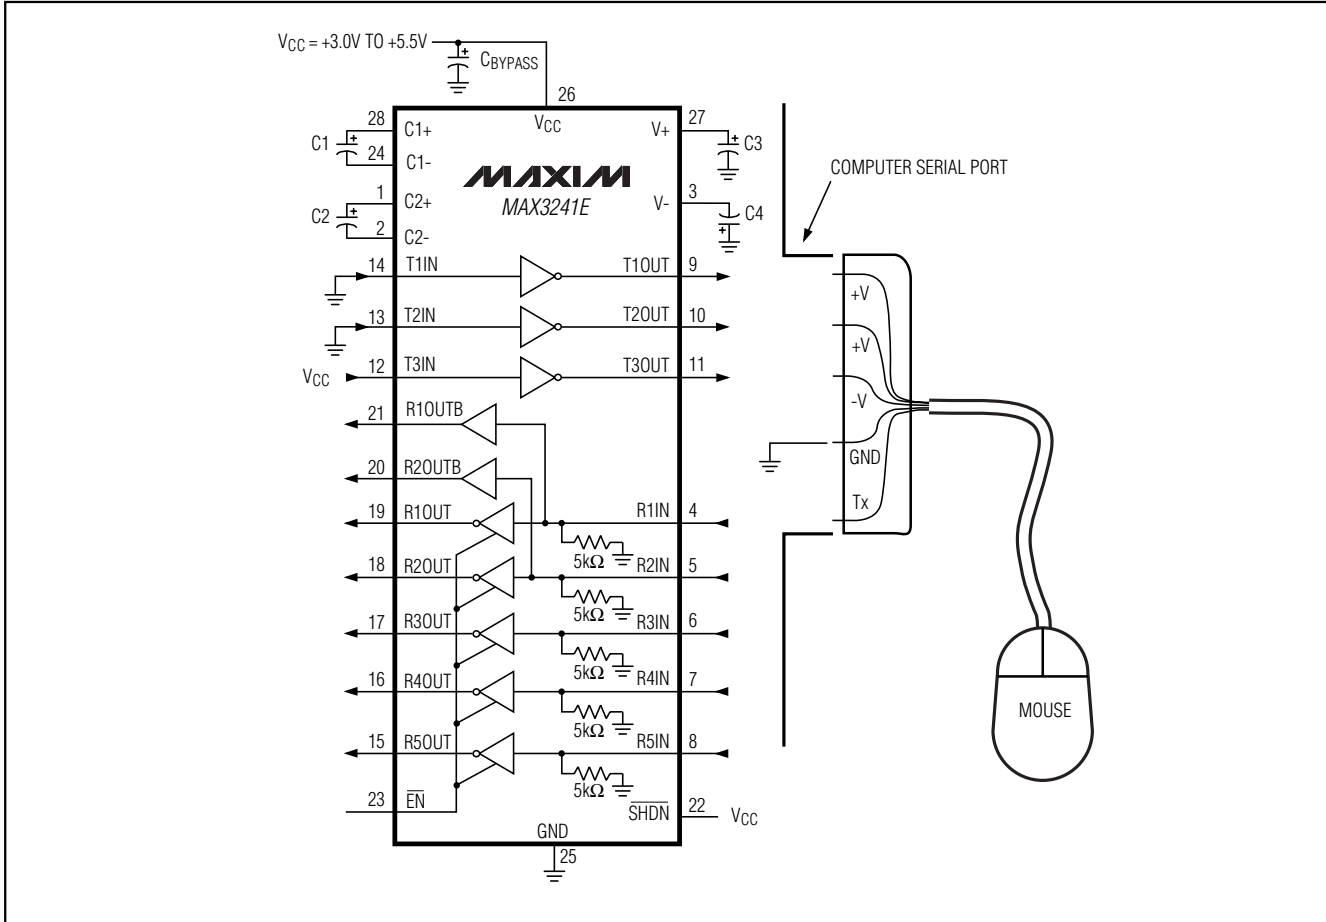 VCC = +3.0V TO +5.5V
CBYPASS
26
VCC
28
C1+
C1
24
C1-
1
C2+
C2
2
C2-
V+
27
C3
V-
3
C4
MAXIM
MAX3241E
COMPUTER SERIAL PORT
14
T1IN
T1OUT
9
13
T2IN
T2OUT
10
VCC
12
T3IN
T3OUT
11
21
R1OUTB
20
R2OUTB
19
R1OUT
R1IN
4
5kΩ
18
R2OUT
R2IN
5
5kΩ
17
R3OUT
R3IN
6
5kΩ
16
R4OUT
R4IN
7
5kΩ
15
R5OUT
R5IN
8
5kΩ
23
EN
SHDN
22
VCC
GND
25
+V
+V
-V
GND
Tx
MOUSE